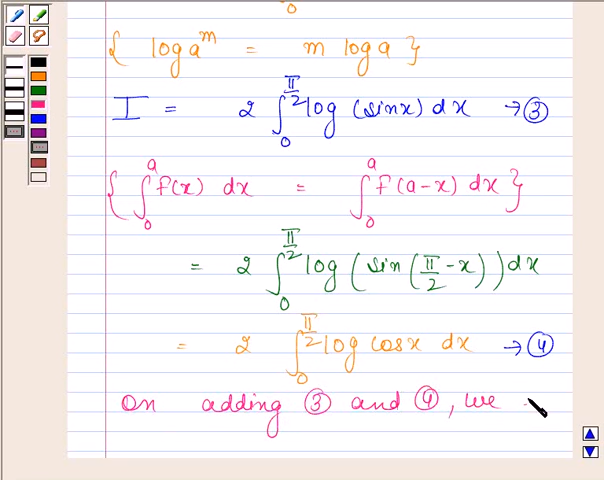 0
{ log a^m = m log a }
I = 2 ∫₀^{π/2} log (sinx) dx → ③
{ ∫₀^a f(x) dx = ∫₀^a f(a-x) dx }
= 2 ∫₀^{π/2} log (sin (π/2 - x)) dx
= 2 ∫₀^{π/2} log cosx dx → ④
On adding ③ and ④, we